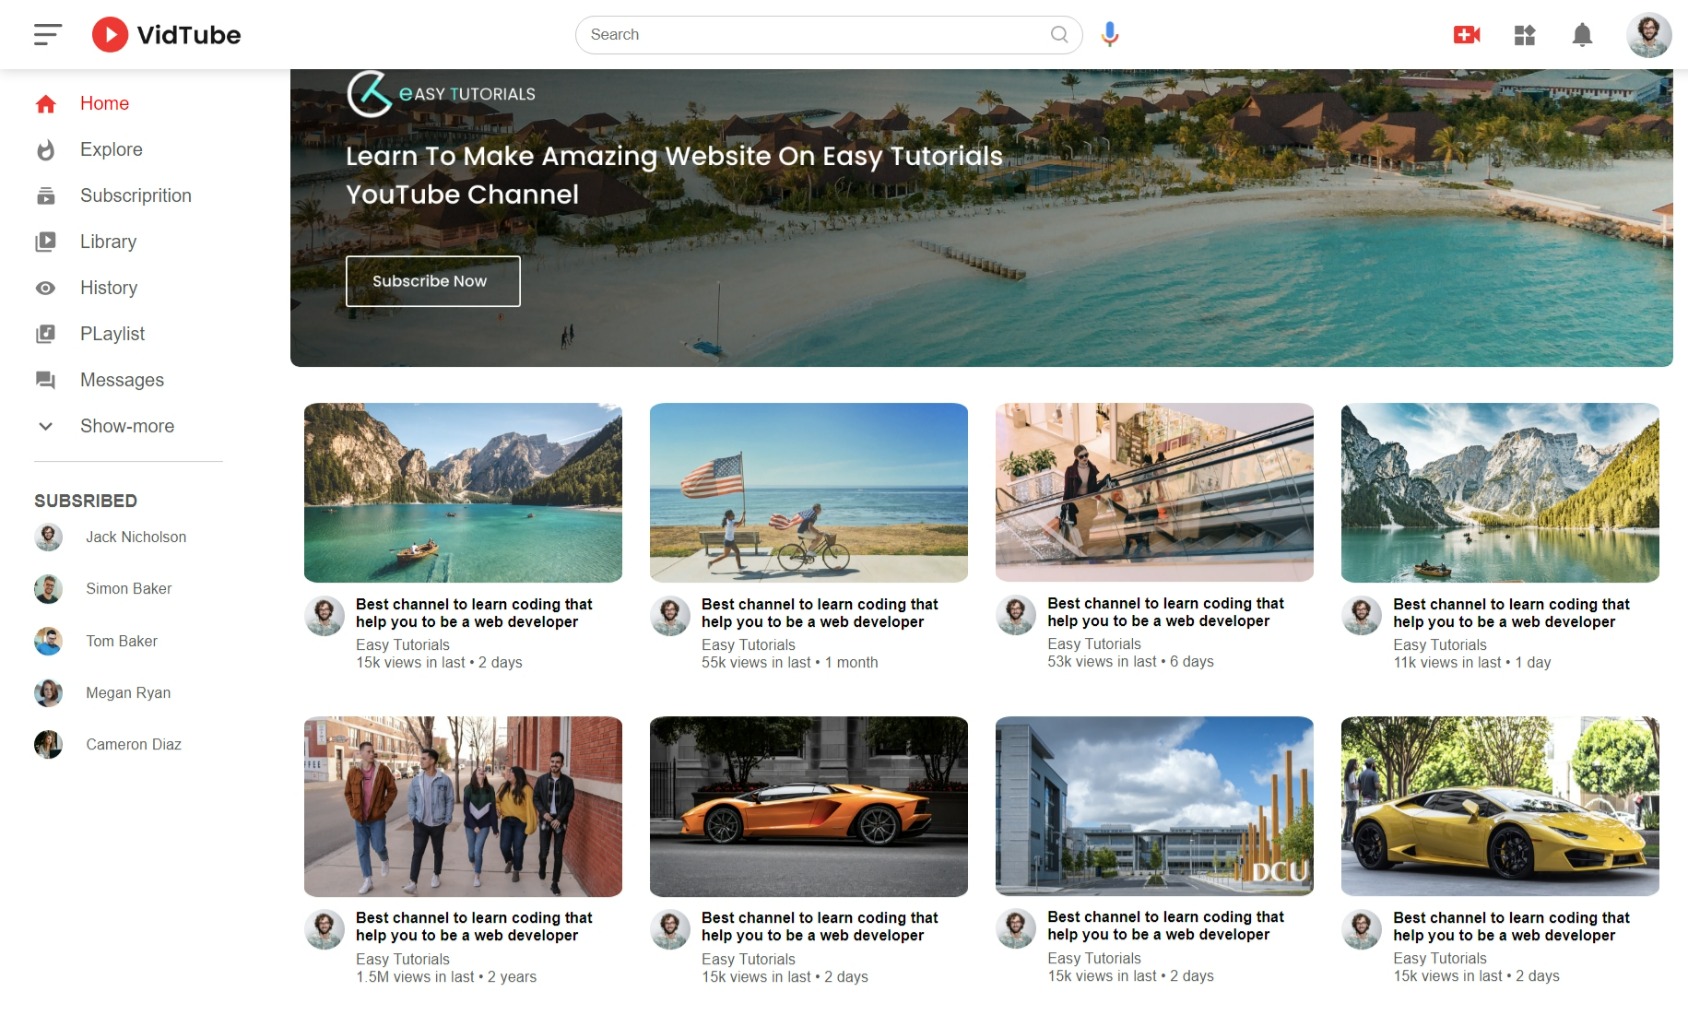 VidTube
Search
Home
Explore
Subscriprition
Library
History
PLaylist
Messages
Show-more
SUBSRIBED
Jack Nicholson
Simon Baker
Tom Baker
Megan Ryan
Cameron Diaz
eASY TUTORIALS
Learn To Make Amazing Website On Easy Tutorials
YouTube Channel
Subscribe Now
Best channel to learn coding that
help you to be a web developer
Easy Tutorials
15k views in last • 2 days
Best channel to learn coding that
help you to be a web developer
Easy Tutorials
55k views in last • 1 month
Best channel to learn coding that
help you to be a web developer
Easy Tutorials
53k views in last • 6 days
Best channel to learn coding that
help you to be a web developer
Easy Tutorials
11k views in last • 1 day
DCU
Best channel to learn coding that
help you to be a web developer
Easy Tutorials
1.5M views in last • 2 years
Best channel to learn coding that
help you to be a web developer
Easy Tutorials
15k views in last • 2 days
Best channel to learn coding that
help you to be a web developer
Easy Tutorials
15k views in last • 2 days
Best channel to learn coding that
help you to be a web developer
Easy Tutorials
15k views in last • 2 days